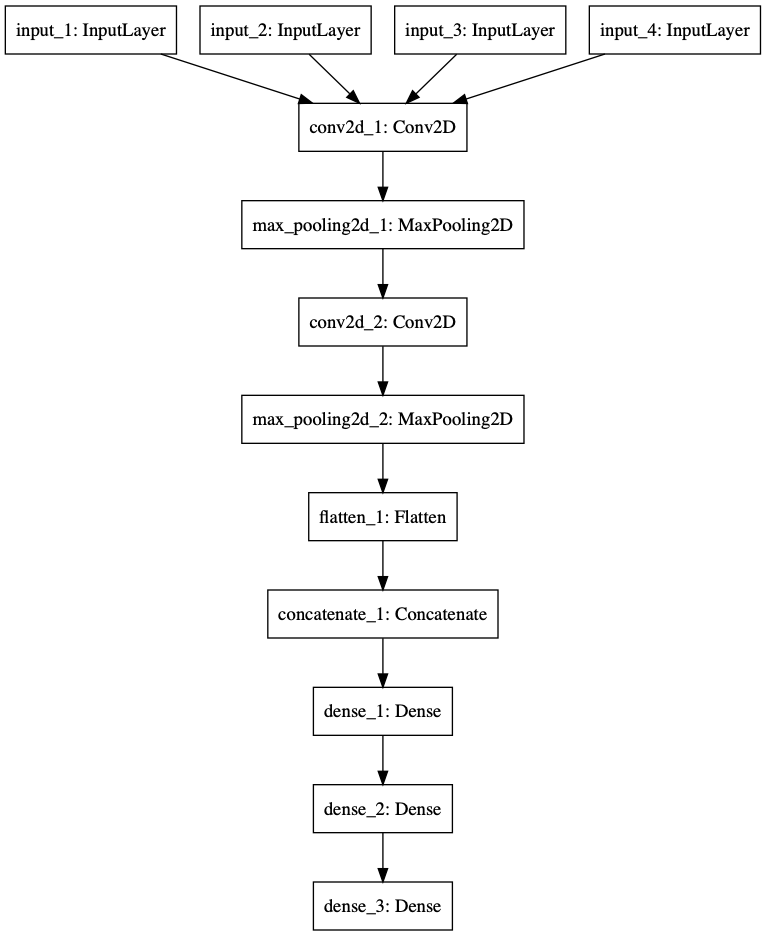 input_1: InputLayer
input_2: InputLayer
input_3: InputLayer
input_4: InputLayer
conv2d_1: Conv2D
max_pooling2d_1: MaxPooling2D
conv2d_2: Conv2D
max_pooling2d_2: MaxPooling2D
flatten_1: Flatten
concatenate_1: Concatenate
dense_1: Dense
dense_2: Dense
dense_3: Dense